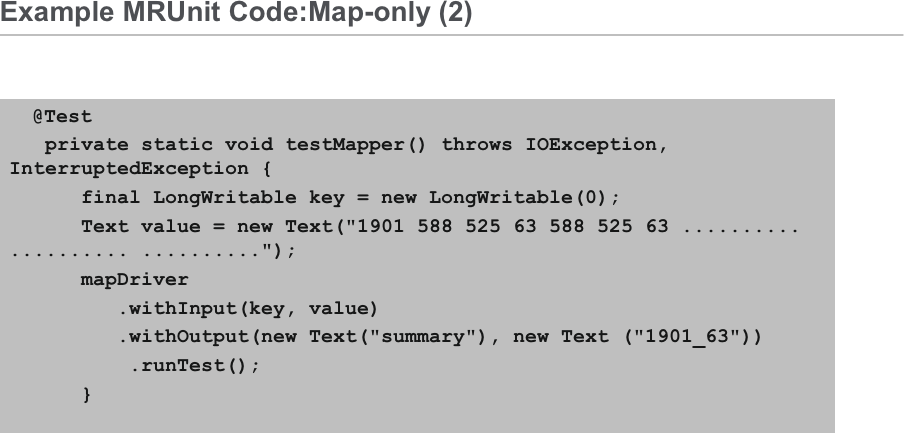 Example MRUnit Code:Map-only (2)
@Test
private static void testMapper() throws IOException,
InterruptedException {
final LongWritable key = new LongWritable(0);
Text value = new Text("1901 588 525 63 588 525 63 ..........
.......... ..........");
mapDriver
.withInput(key, value)
.withOutput(new Text("summary"), new Text ("1901_63"))
.runTest();
}